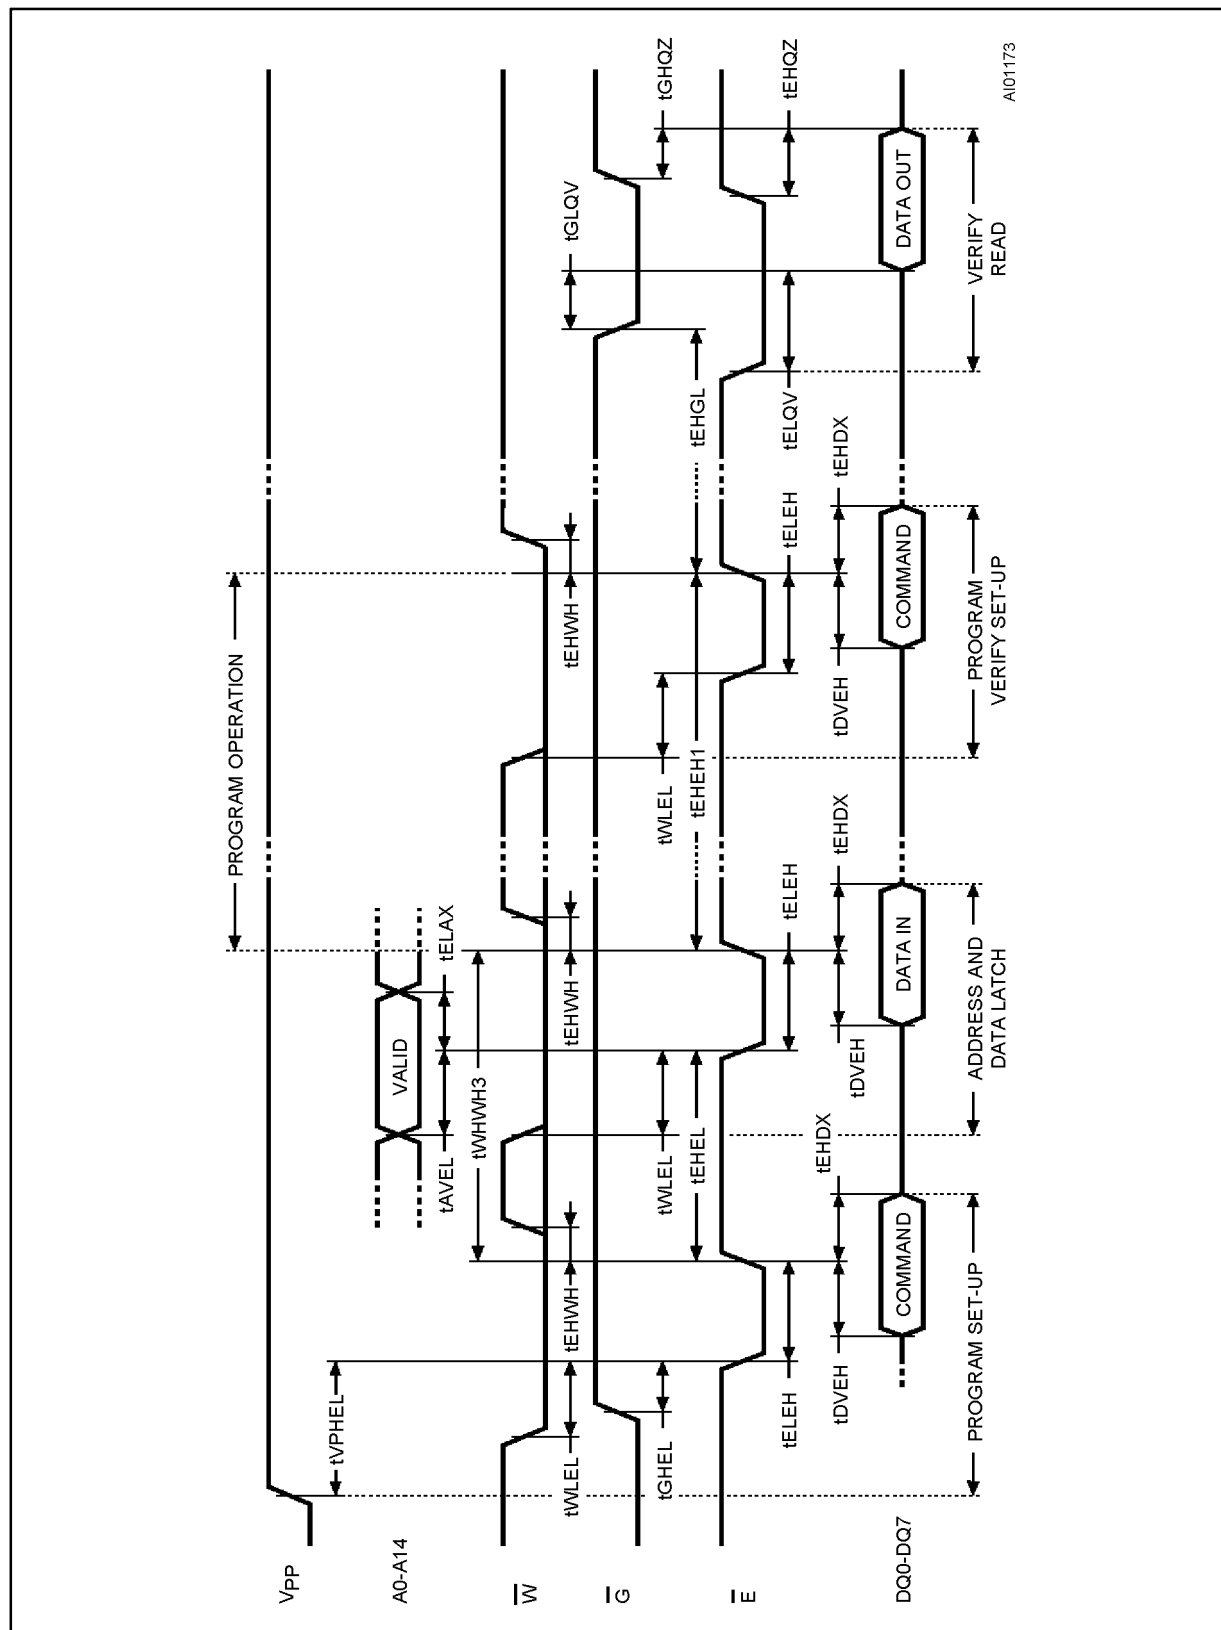 PROGRAM OPERATION
VPP
tVPHEL
A0-A14
VALID
tAVEL
tELAX
tWHWH3
W
tWLEL
tEHWH
tEHWH
tEHWH
tGLQV
G
tGHEL
tWLEL
tWLEL
tGHQZ
tEHEL
tEHEH1
tEHGL
E
tELEH
tELEH
tELEH
tELQV
tEHQZ
tDVEH
tEHDX
tDVEH
tEHDX
tDVEH
tEHDX
DQ0-DQ7
COMMAND
DATA IN
COMMAND
DATA OUT
PROGRAM SET-UP
ADDRESS AND
DATA LATCH
PROGRAM
VERIFY SET-UP
VERIFY
READ
AI01173